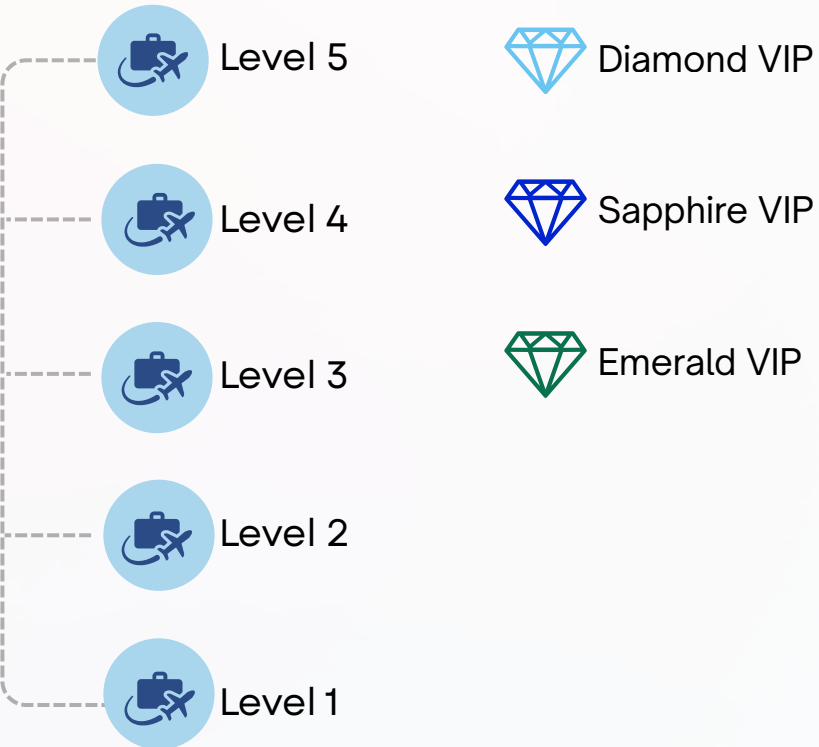 Level 5
Diamond VIP
Level 4
Sapphire VIP
Level 3
Emerald VIP
Level 2
Level 1